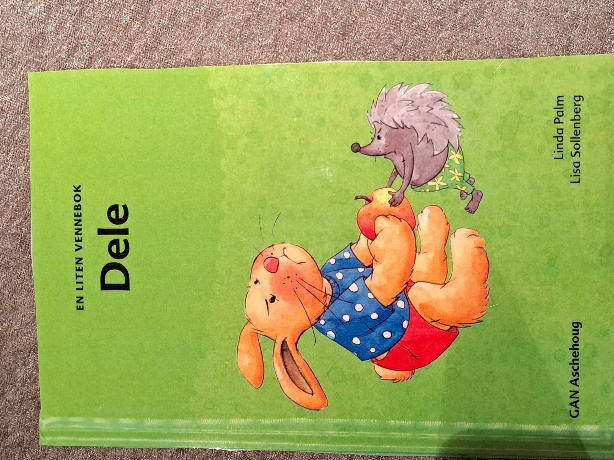 EN LITEN VENNEBOK
Dele
Linda Palm
Lisa Sollenberg
GAN Aschehoug